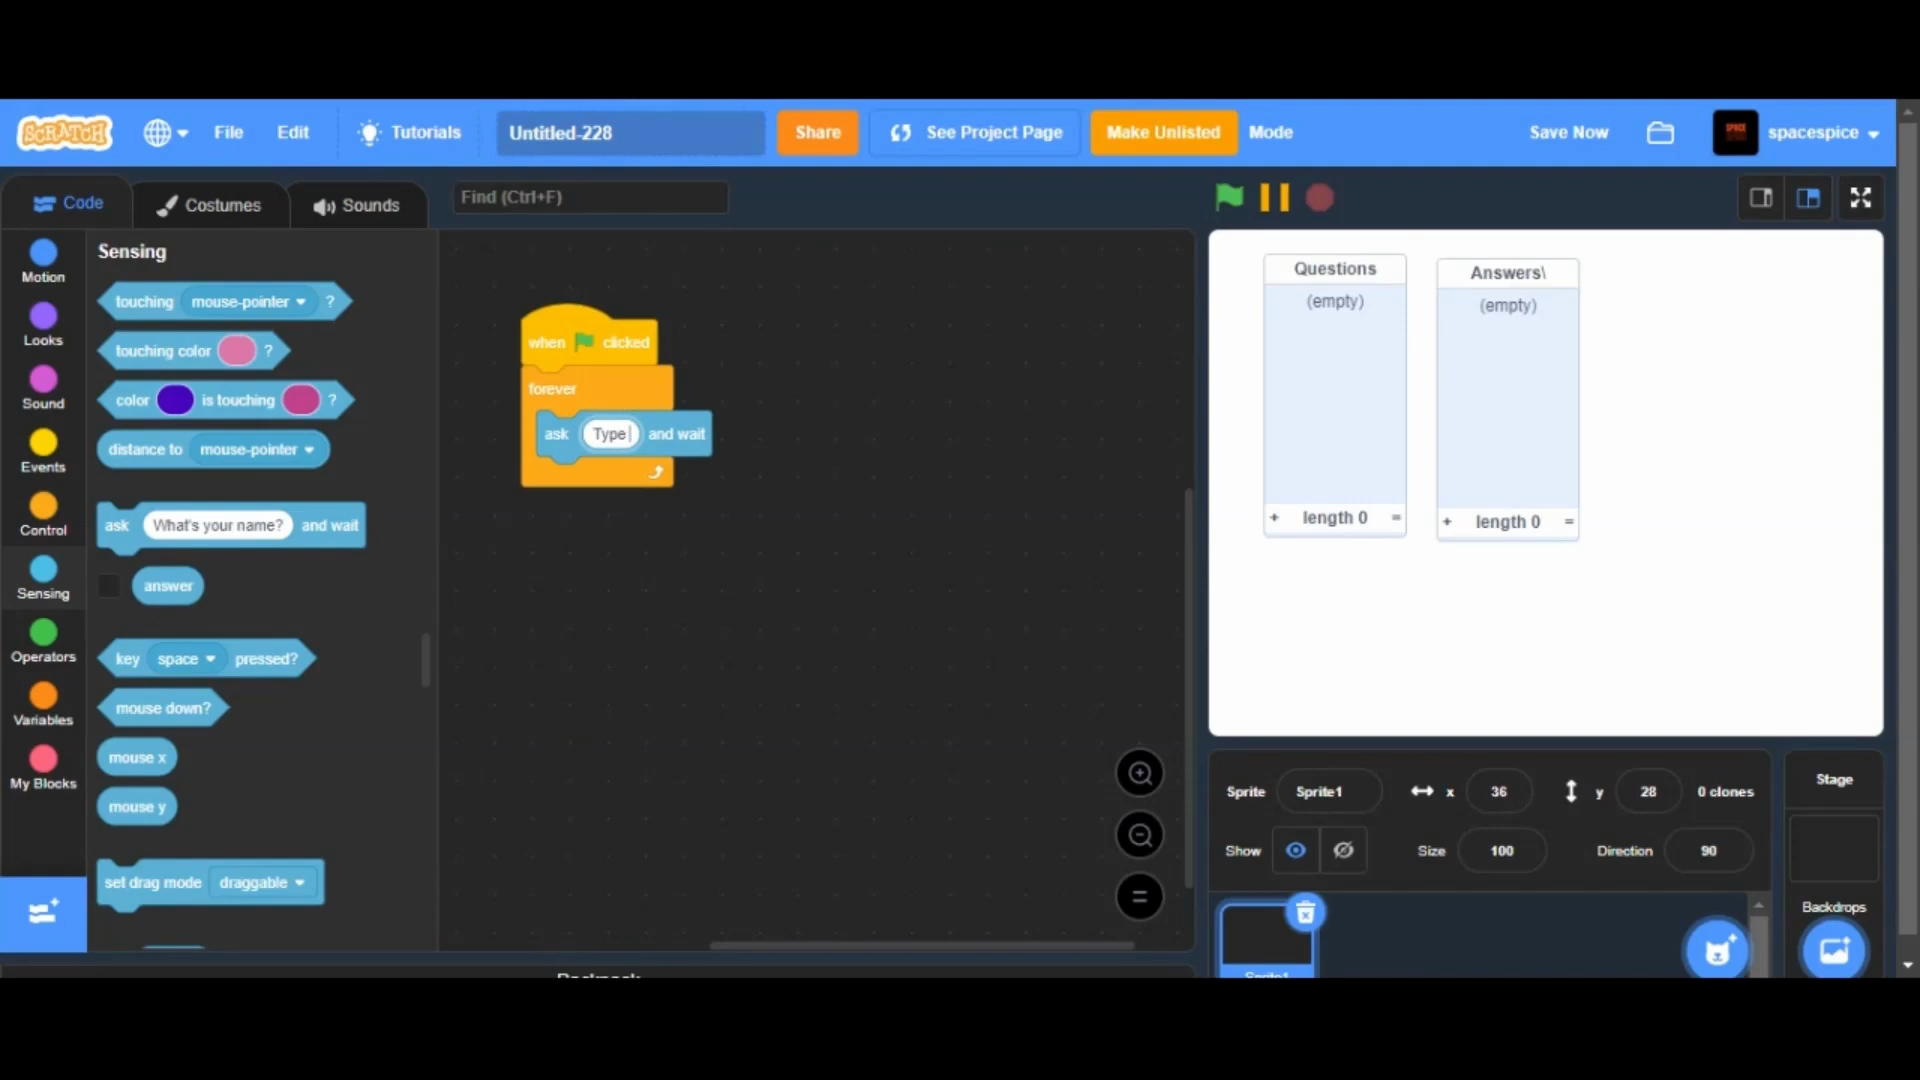 SCRATCH File Edit Tutorials Untitled-228 Share See Project Page Make Unlisted Mode Save Now SPACE spacespice
Code Costumes Sounds Find (Ctrl+F)
Motion
Looks
Sound
Events
Control
Sensing
Operators
Variables
My Blocks
Sensing
touching mouse-pointer ?
touching color ?
color is touching ?
distance to mouse-pointer
ask What's your name? and wait
answer
key space pressed?
mouse down?
mouse x
mouse y
set drag mode draggable
when clicked
forever
ask Type and wait
Questions
(empty)
+ length 0 =
Answers\
(empty)
+ length 0 =
Sprite Sprite1 x 36 y 28 0 clones
Show Size 100 Direction 90
Sprite1
Stage
Backdrops
Backpack